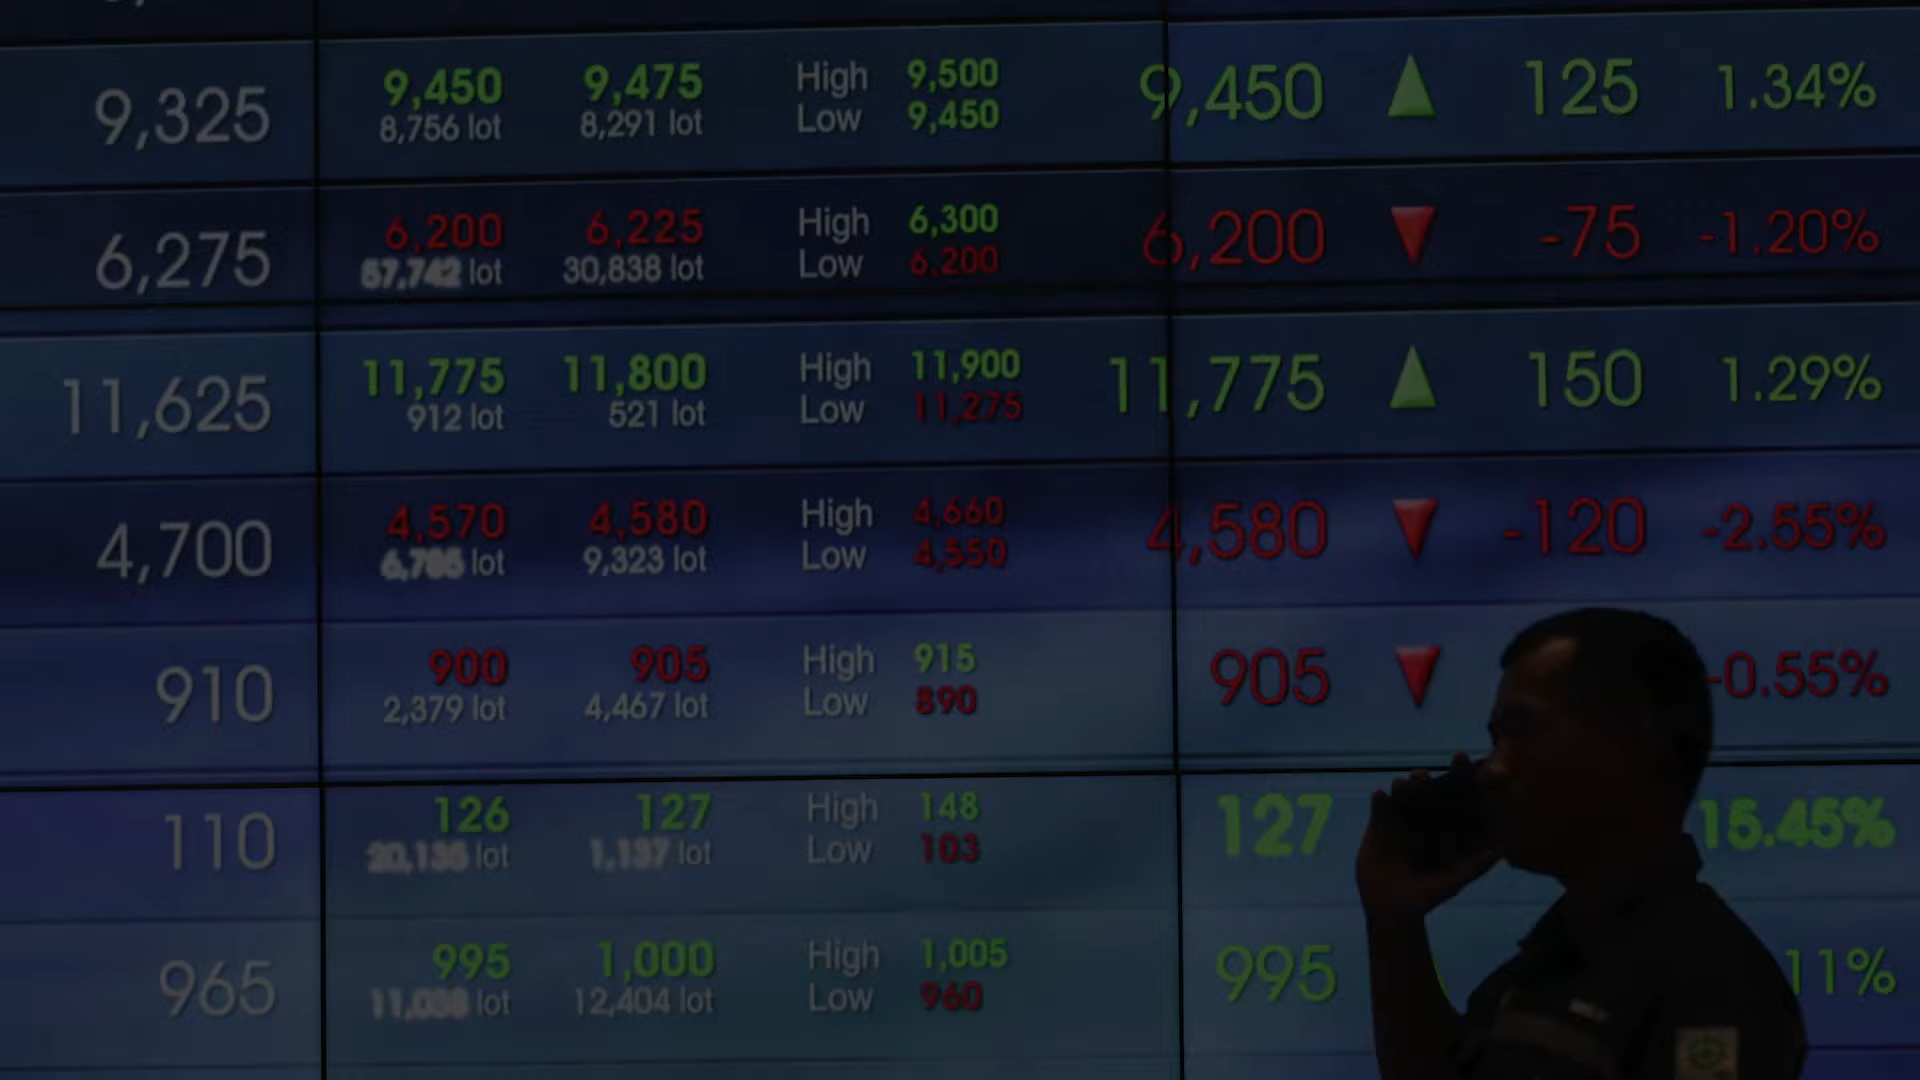 9,325 9,450 9,475 High 9,500 9,450 125 1.34%
8,756 lot 8,291 lot Low 9,450
6,275 6,200 6,225 High 6,300 6,200 -75 -1.20%
57,742 lot 30,838 lot Low 6.200
11,625 11,775 11,800 High 11,900 11,775 150 1.29%
912 lot 521 lot Low 11,275
4,700 4,570 4,580 High 4,660 4,580 -120 -2.55%
lot 9,323 lot Low 4,550
910 900 905 High 915 905 -0.55%
2,379 lot 4,467 lot Low 890
110 126 127 High 148 127 15.45%
lot 1,137 lot Low 103
965 995 1,000 High 1,005 995 11%
lot 12,404 lot Low 960